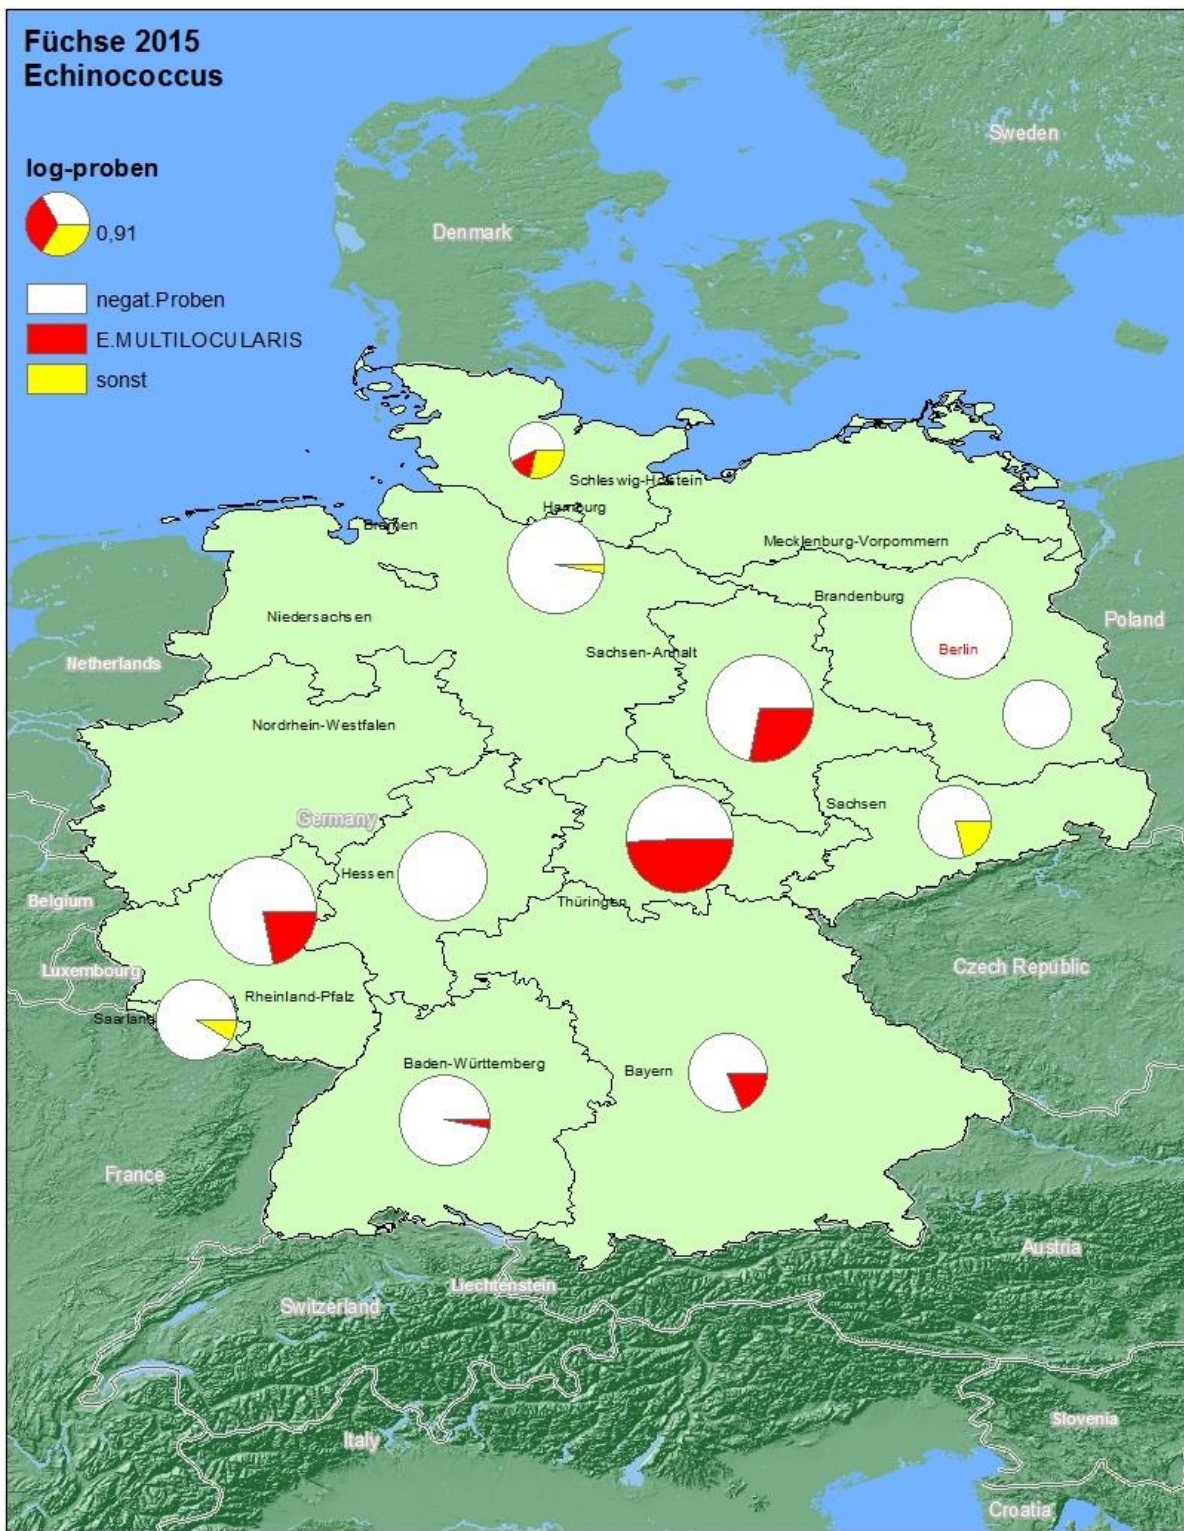 Füchse 2015
Echinococcus
log-proben
0,91
negat.Proben
E.MULTILOCULARIS
sonst
Sweden
Denmark
Schleswig-Holstein
Hamburg
Bremen
Mecklenburg-Vorpommern
Brandenburg
Niedersachsen
Poland
Berlin
Sachsen-Anhalt
Netherlands
Nordrhein-Westfalen
Sachsen
Germany
Hessen
Belgium
Thüringen
Czech Republic
Luxembourg
Rheinland-Pfalz
Saarland
Baden-Württemberg
Bayern
France
Austria
Liechtenstein
Switzerland
Slovenia
Italy
Croatia